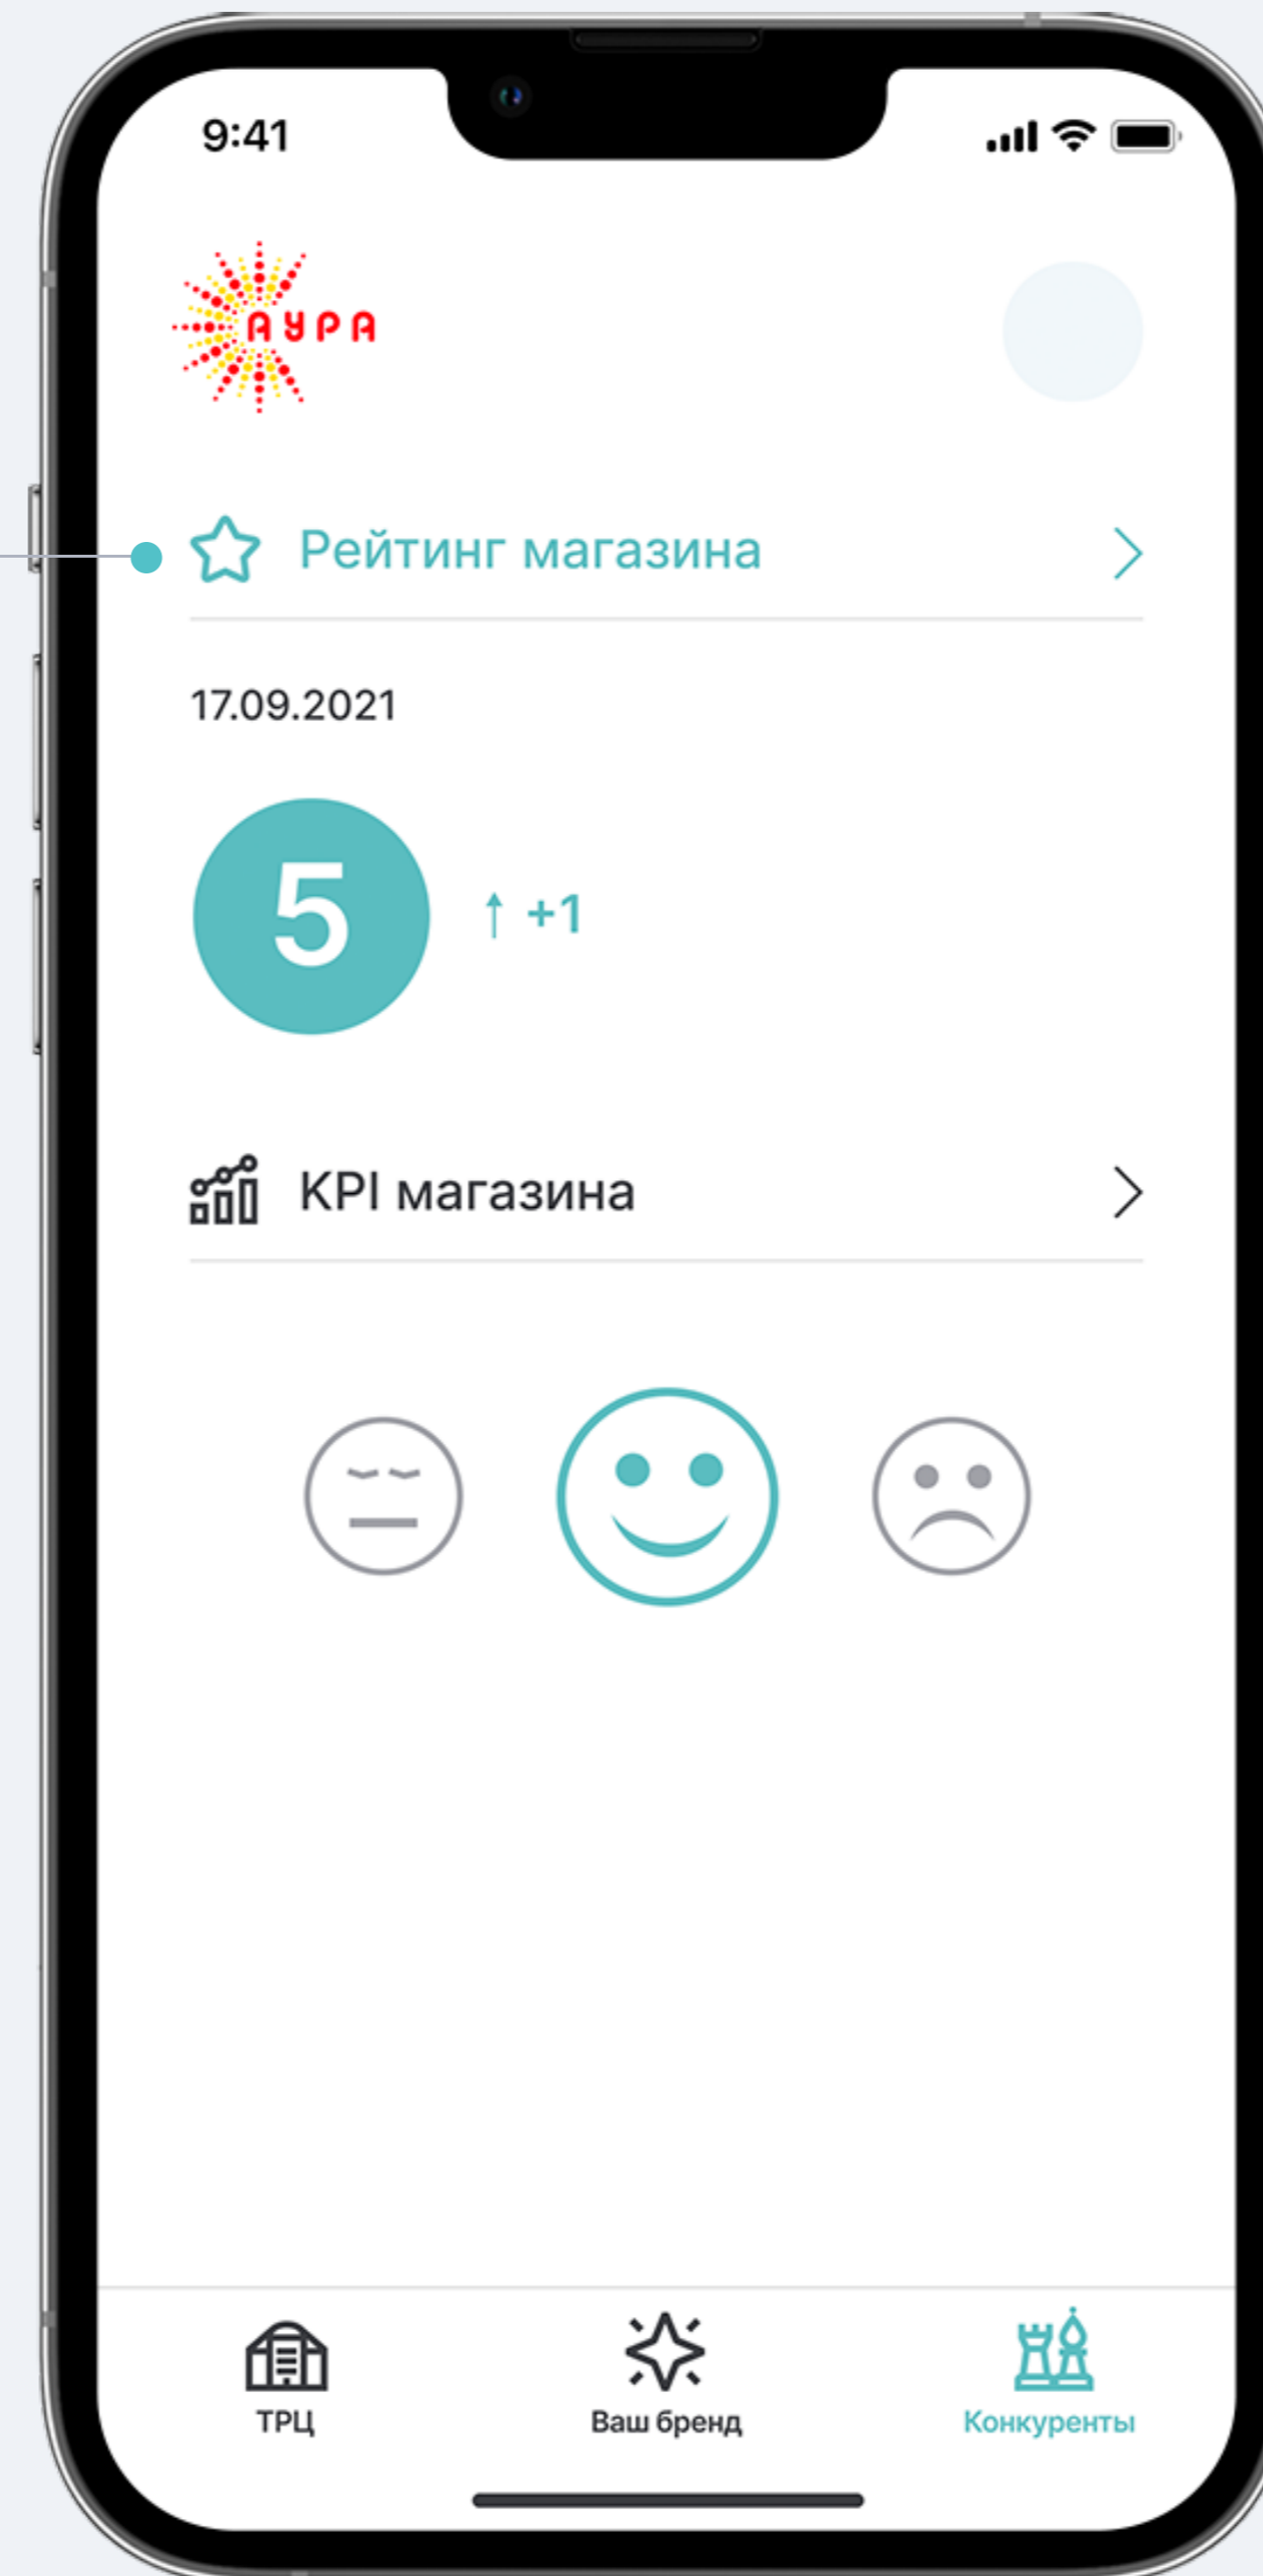 9:41
АУРА
Рейтинг магазина
17.09.2021
5
↑ +1
KPI магазина
ТРЦ
Ваш бренд
Конкуренты